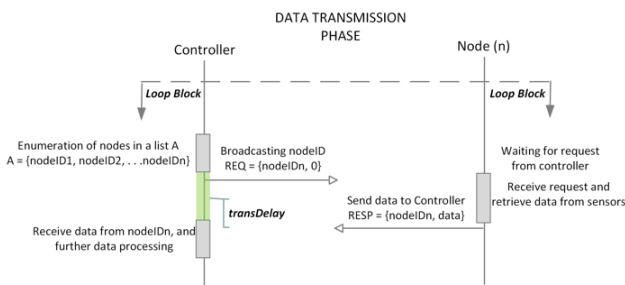 DATA TRANSMISSION
PHASE
Controller
Node (n)
Loop Block
Loop Block
Enumeration of nodes in a list A
A = {nodeID1, nodeID2, . . .nodeIDn}
Broadcasting nodeID
REQ = {nodeIDn, 0}
Waiting for request
from controller
Receive request and
retrieve data from sensors
Send data to Controller
RESP = {nodeIDn, data}
transDelay
Receive data from nodeIDn, and
further data processing